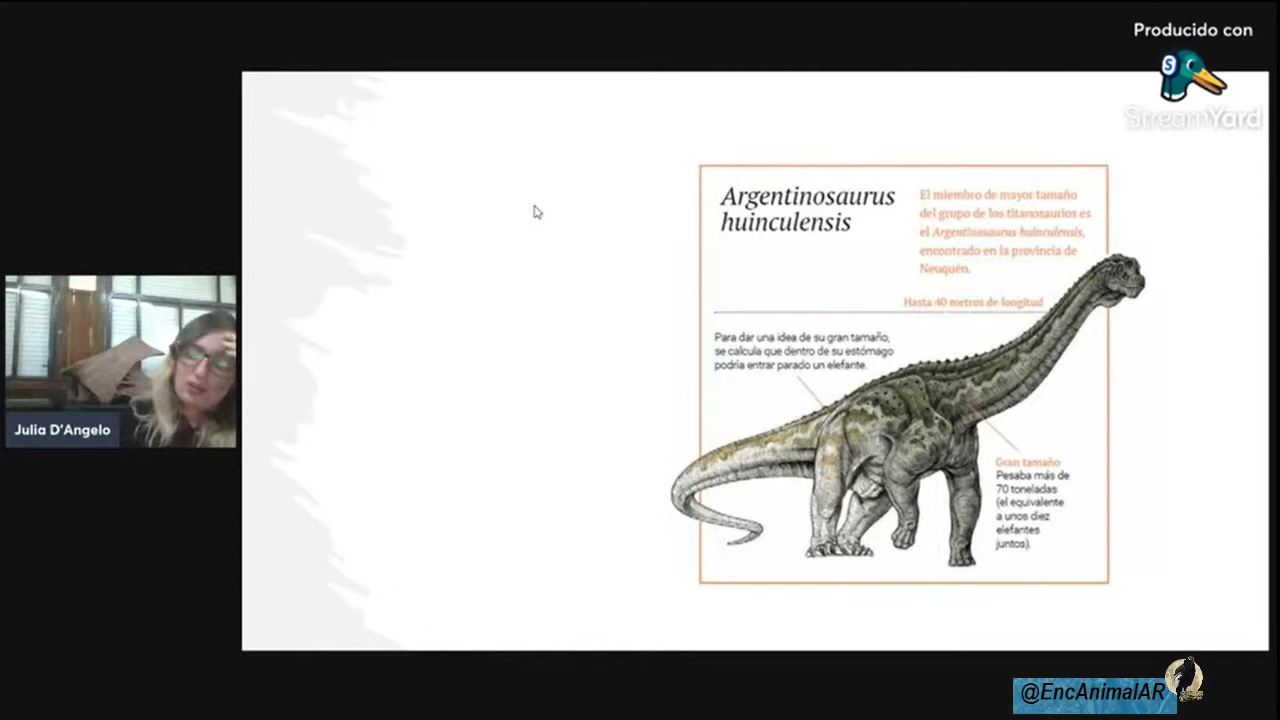 Producido con
StreamYard
Argentinosaurus
huinculensis
El miembro de mayor tamaño
del grupo de los titanosaurios es
el Argentinosaurus huinculensis,
encontrado en la provincia de
Neuquén.
Hasta 40 metros de longitud
Para dar una idea de su gran tamaño,
se calcula que dentro de su estómago
podría entrar parado un elefante.
Gran tamaño
Pesaba más de
70 toneladas
(el equivalente
a unos diez
elefantes
juntos).
Julia D'Angelo
@EncAnimalAR